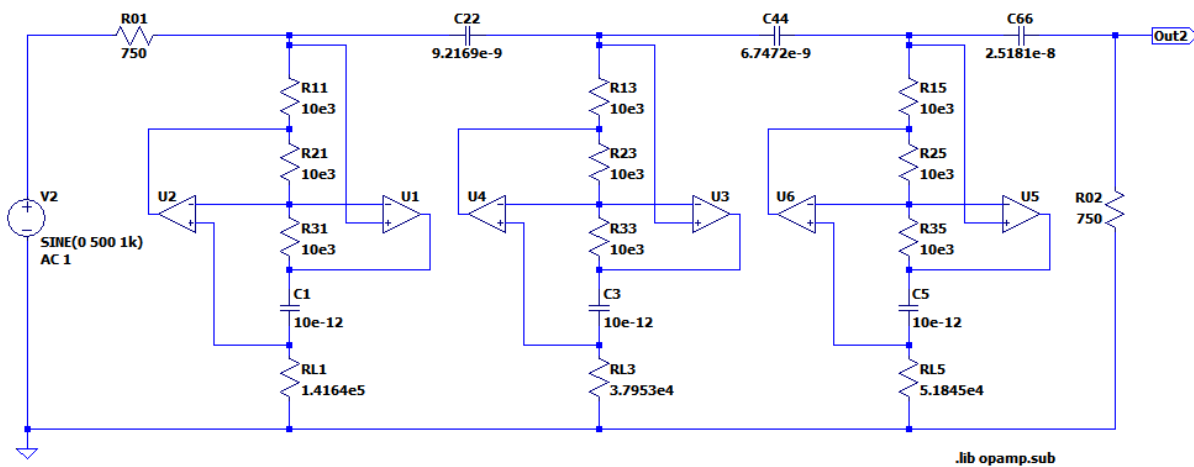 R01
750
C22
9.2169e-9
C44
6.7472e-9
C66
2.5181e-8
Out2
R11
10e3
R13
10e3
R15
10e3
R21
10e3
R23
10e3
R25
10e3
V2
SINE(0 500 1k)
AC 1
U2
U1
U4
U3
U6
U5
R02
750
R31
10e3
R33
10e3
R35
10e3
C1
10e-12
C3
10e-12
C5
10e-12
RL1
1.4164e5
RL3
3.7953e4
RL5
5.1845e4
.lib opamp.sub